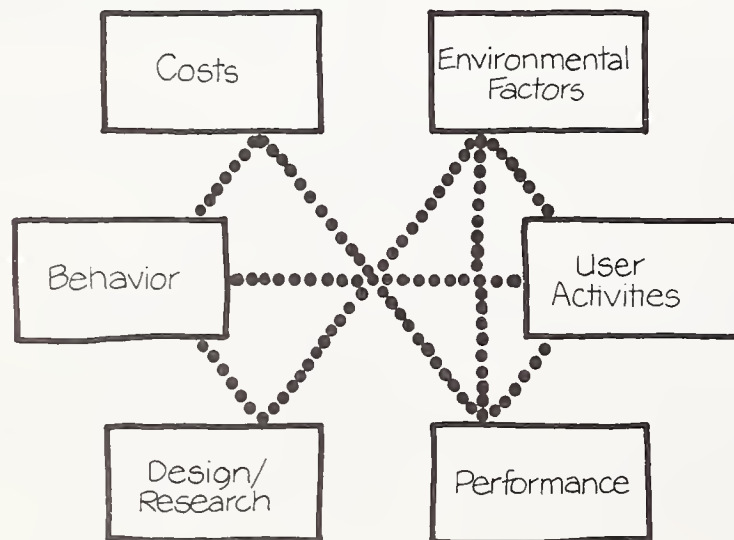 Costs
Environmental
Factors
Behavior
User
Activities
Design/
Research
Performance